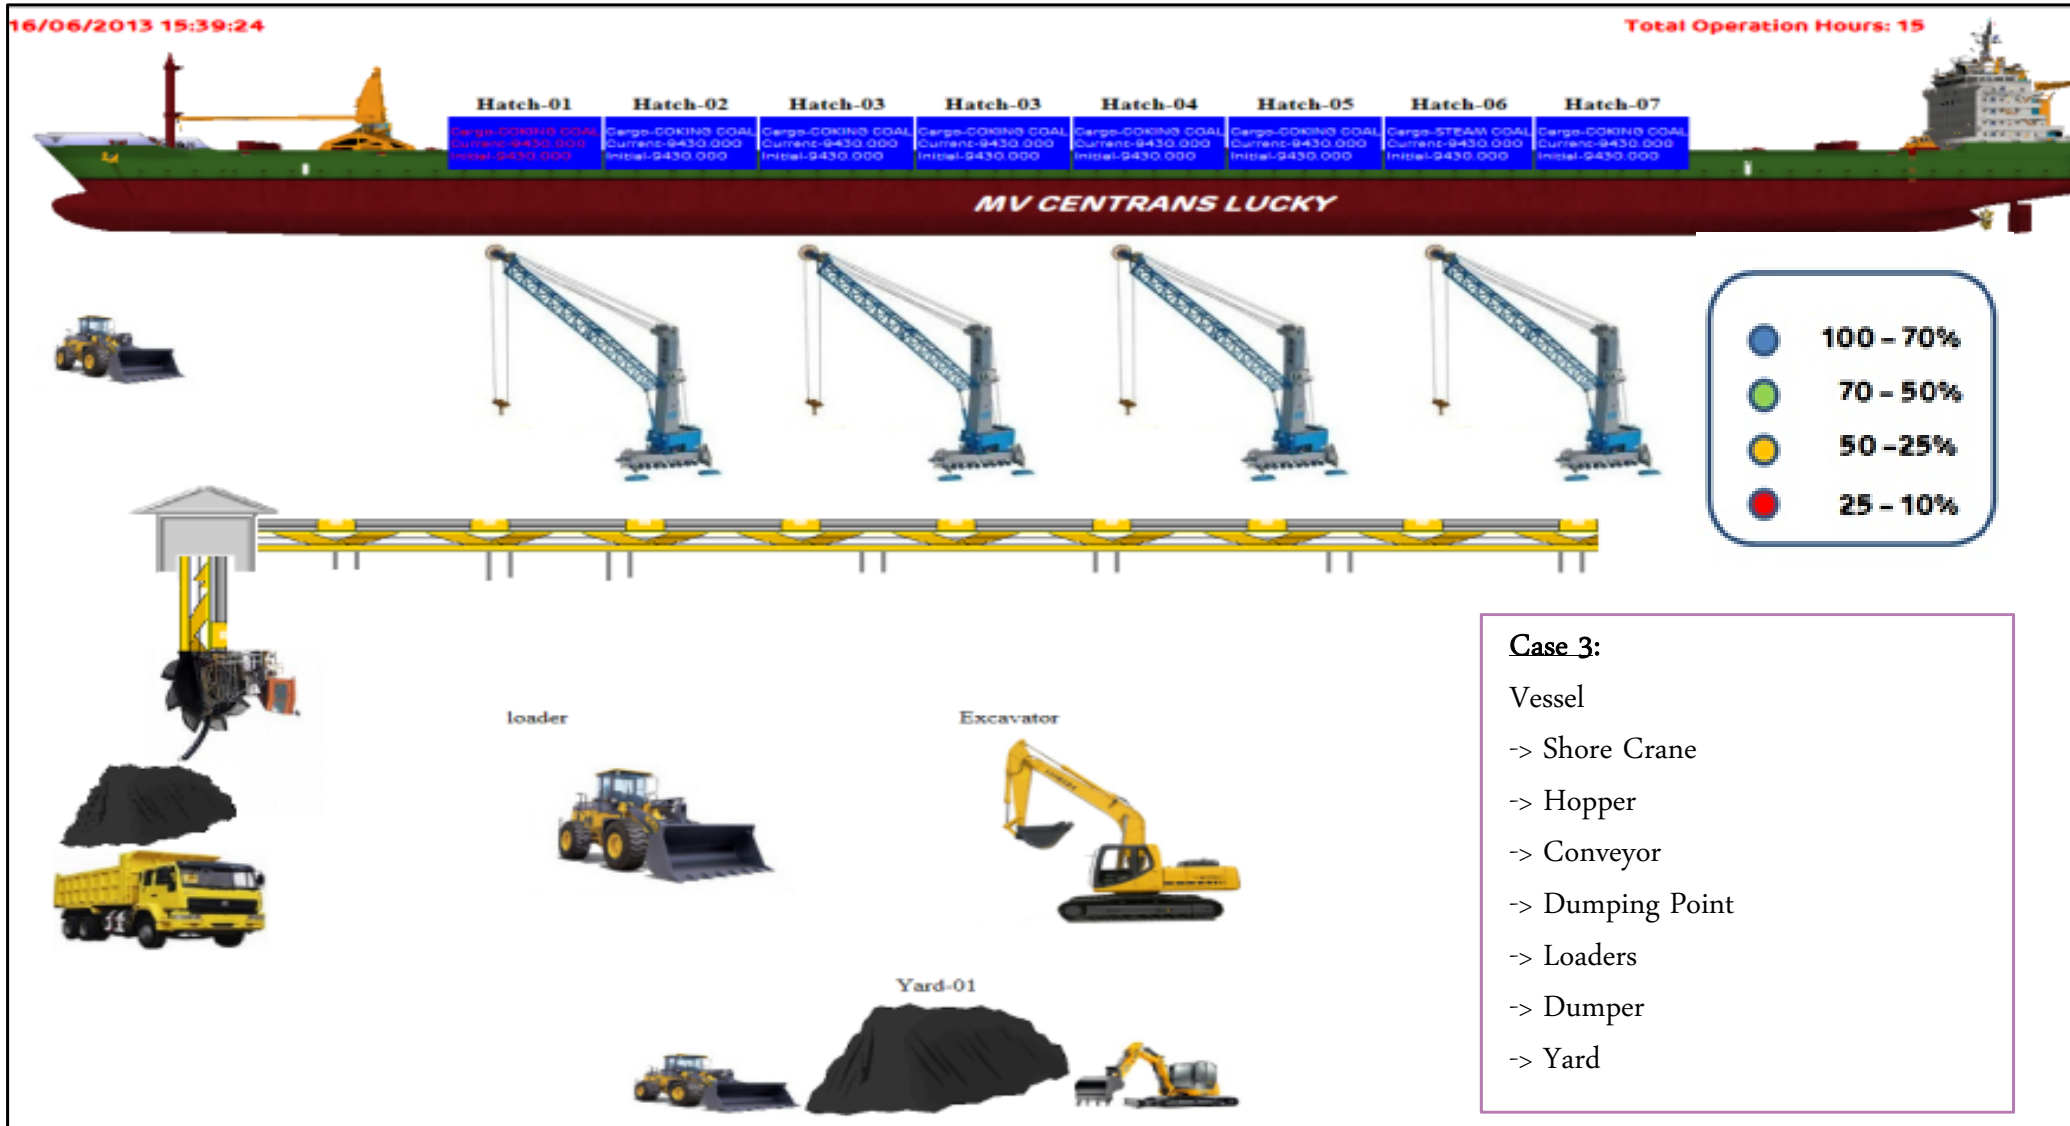 16/06/2013 15:39:24
Total Operation Hours: 15
Hatch-01 Hatch-02 Hatch-03 Hatch-03 Hatch-04 Hatch-05 Hatch-06 Hatch-07
Cargo-COKING COAL Cargo-COKING COAL Cargo-COKING COAL Cargo-COKING COAL Cargo-COKING COAL Cargo-COKING COAL Cargo-STEAM COAL Cargo-COKING COAL
Current-9430.000 Current-9430.000 Current-9430.000 Current-9430.000 Current-9430.000 Current-9430.000 Current-9430.000 Current-9430.000
Initial-9430.000 Initial-9430.000 Initial-9430.000 Initial-9430.000 Initial-9430.000 Initial-9430.000 Initial-9430.000 Initial-9430.000
MV CENTRANS LUCKY
100 – 70%
70 – 50%
50 –25%
25 – 10%
Case 3:
Vessel
-> Shore Crane
-> Hopper
-> Conveyor
-> Dumping Point
-> Loaders
-> Dumper
-> Yard
loader
Excavator
Yard-01